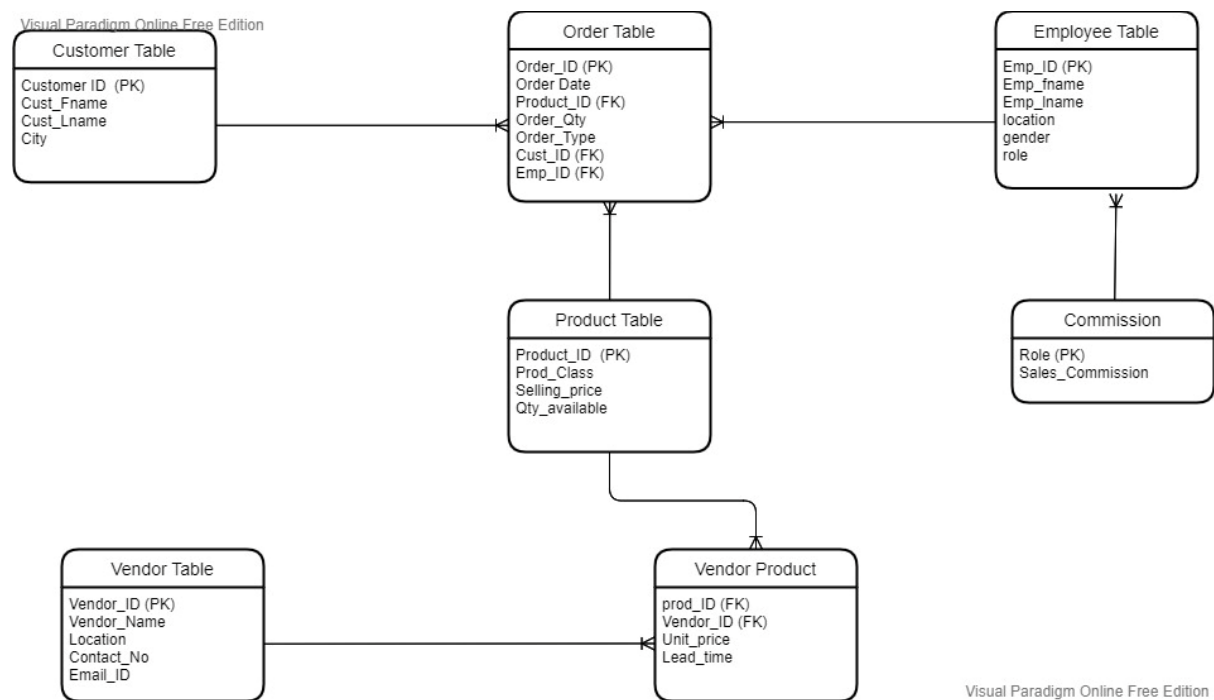 Visual Paradigm Online Free Edition
Customer Table
Customer ID (PK)
Cust_Fname
Cust_Lname
City
Order Table
Order_ID (PK)
Order Date
Product_ID (FK)
Order_Qty
Order_Type
Cust_ID (FK)
Emp_ID (FK)
Employee Table
Emp_ID (PK)
Emp_fname
Emp_lname
location
gender
role
Product Table
Product_ID (PK)
Prod_Class
Selling_price
Qty_available
Commission
Role (PK)
Sales_Commission
Vendor Table
Vendor_ID (PK)
Vendor_Name
Location
Contact_No
Email_ID
Vendor Product
prod_ID (FK)
Vendor_ID (FK)
Unit_price
Lead_time
Visual Paradigm Online Free Edition